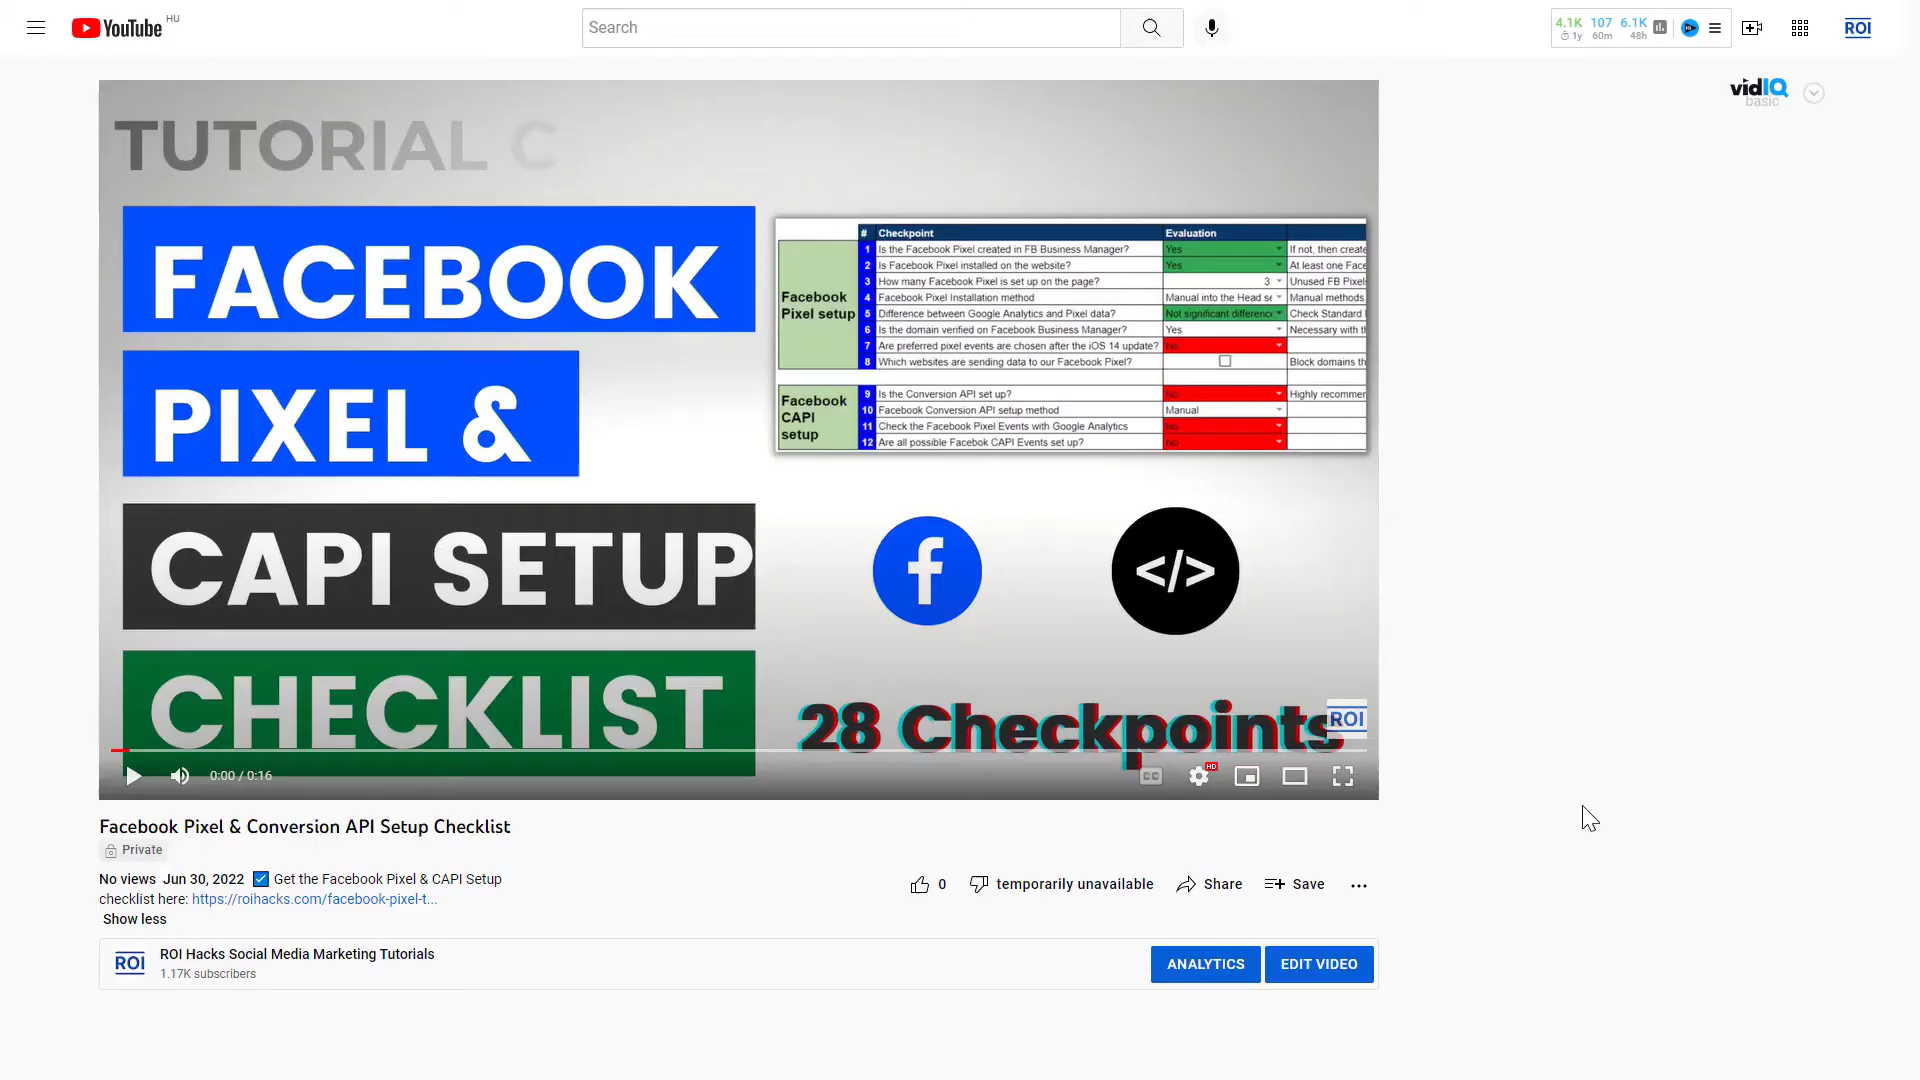 YouTube HU
Search
4.1K 107 6.1K
1y 60m 48h
ROI
vidIQ
basic
TUTORIAL C
FACEBOOK
PIXEL &
CAPI SETUP
CHECKLIST
# Checkpoint Evaluation
Facebook Pixel setup
1 Is the Facebook Pixel created in FB Business Manager? Yes If not, then create
2 Is Facebook Pixel installed on the website? Yes At least one Face
3 How many Facebook Pixel is set up on the page? 3 Unused FB Pixels
4 Facebook Pixel Installation method Manual into the Head se Manual methods
5 Difference between Google Analytics and Pixel data? Not significant difference Check Standard
6 Is the domain verified on Facebook Business Manager? Yes Necessary with th
7 Are preferred pixel events are chosen after the iOS 14 update? No
8 Which websites are sending data to our Facebook Pixel? Block domains th
Facebook CAPI setup
9 Is the Conversion API set up? No Highly recommen
10 Facebook Conversion API setup method Manual
11 Check the Facebook Pixel Events with Google Analytics No
12 Are all possible Facebok CAPI Events set up? No
f
</>
28 Checkpoints
ROI
0:00 / 0:16
CC
HD
Facebook Pixel & Conversion API Setup Checklist
Private
No views Jun 30, 2022 Get the Facebook Pixel & CAPI Setup
checklist here: https://roihacks.com/facebook-pixel-t...
Show less
0 temporarily unavailable Share Save
ROI
ROI Hacks Social Media Marketing Tutorials
1.17K subscribers
ANALYTICS EDIT VIDEO